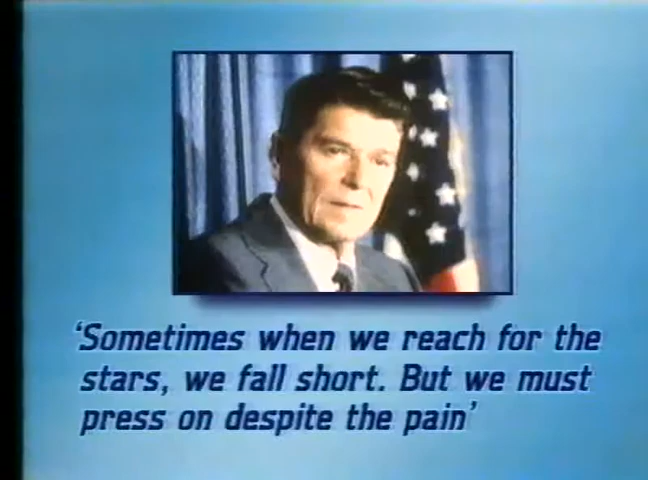 ‘Sometimes when we reach for the
stars, we fall short. But we must
press on despite the pain’